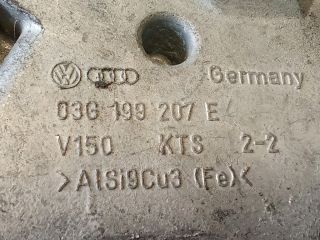 Germany
03G 199 207 E
V150 KTS 2-2
>AlSi9Cu3 (Fe)<